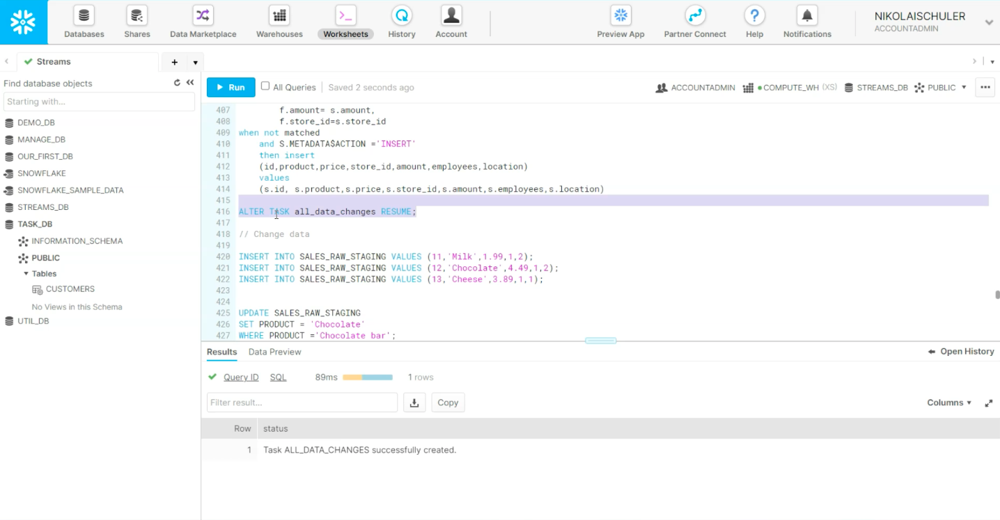 Databases
Shares
Data Marketplace
Warehouses
>_
Worksheets
History
Account
Preview App
Partner Connect
?
Help
Notifications
NIKOLAISCHULER
ACCOUNTADMIN
Streams
+
Find database objects
Starting with...
DEMO_DB
MANAGE_DB
OUR_FIRST_DB
SNOWFLAKE
SNOWFLAKE_SAMPLE_DATA
STREAMS_DB
TASK_DB
INFORMATION_SCHEMA
PUBLIC
Tables
CUSTOMERS
No Views in this Schema
UTIL_DB
Run
All Queries
Saved 2 seconds ago
ACCOUNTADMIN
COMPUTE_WH (XS)
STREAMS_DB
PUBLIC
407 f.amount= s.amount,
408 f.store_id=s.store_id
409 when not matched
410 and S.METADATA$ACTION ='INSERT'
411 then insert
412 (id,product,price,store_id,amount,employees,location)
413 values
414 (s.id, s.product,s.price,s.store_id,s.amount,s.employees,s.location)
415
416 ALTER TASK all_data_changes RESUME;
417
418 // Change data
419
420 INSERT INTO SALES_RAW_STAGING VALUES (11,'Milk',1.99,1,2);
421 INSERT INTO SALES_RAW_STAGING VALUES (12,'Chocolate',4.49,1,2);
422 INSERT INTO SALES_RAW_STAGING VALUES (13,'Cheese',3.89,1,1);
423
424
425 UPDATE SALES_RAW_STAGING
426 SET PRODUCT = 'Chocolate'
427 WHERE PRODUCT ='Chocolate bar';
Results
Data Preview
Open History
Query ID
SQL
89ms
1 rows
Filter result...
Copy
Columns
Row status
1 Task ALL_DATA_CHANGES successfully created.